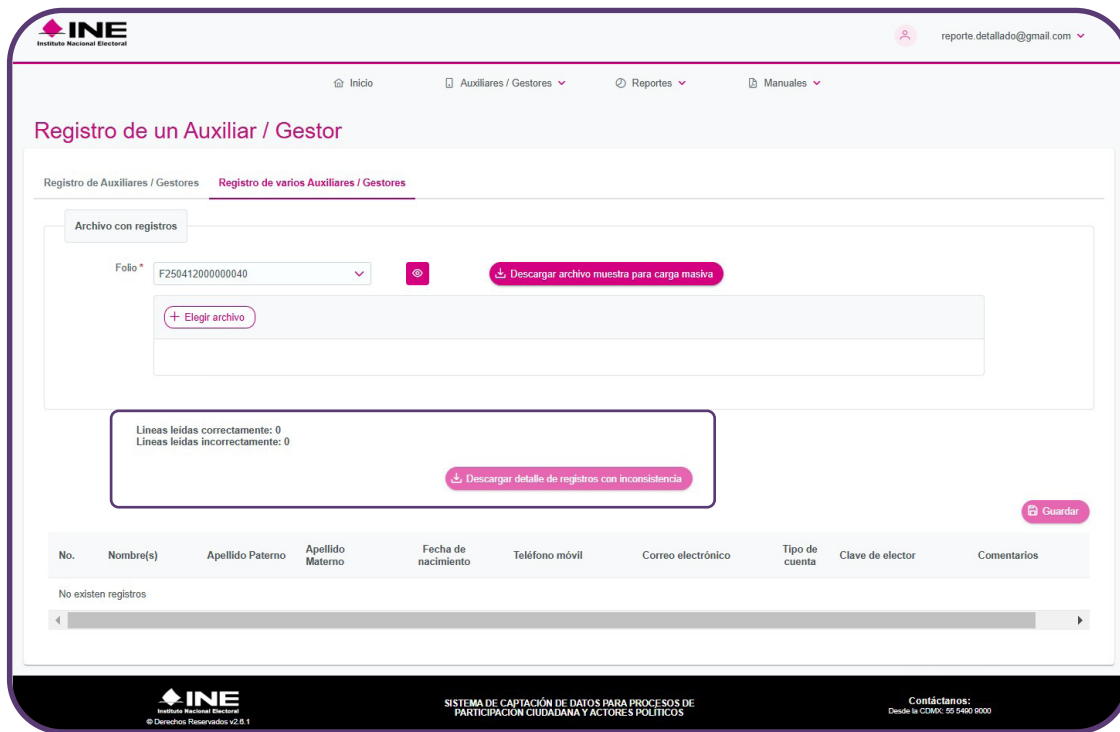 INE
Instituto Nacional Electoral
reporte.detallado@gmail.com
Inicio
Auxiliares / Gestores
Reportes
Manuales
Registro de un Auxiliar / Gestor
Registro de Auxiliares / Gestores
Registro de varios Auxiliares / Gestores
Archivo con registros
Folio *
F250412000000040
Descargar archivo muestra para carga masiva
+ Elegir archivo
Lineas leídas correctamente: 0
Lineas leídas incorrectamente: 0
Descargar detalle de registros con inconsistencia
Guardar
No.
Nombre(s)
Apellido Paterno
Apellido
Materno
Fecha de
nacimiento
Teléfono móvil
Correo electrónico
Tipo de
cuenta
Clave de elector
Comentarios
No existen registros
INE
Instituto Nacional Electoral
© Derechos Reservados v2.6.1
SISTEMA DE CAPTACIÓN DE DATOS PARA PROCESOS DE
PARTICIPACIÓN CIUDADANA Y ACTORES POLÍTICOS
Contáctanos:
Desde la CDMX: 55 5490 9000